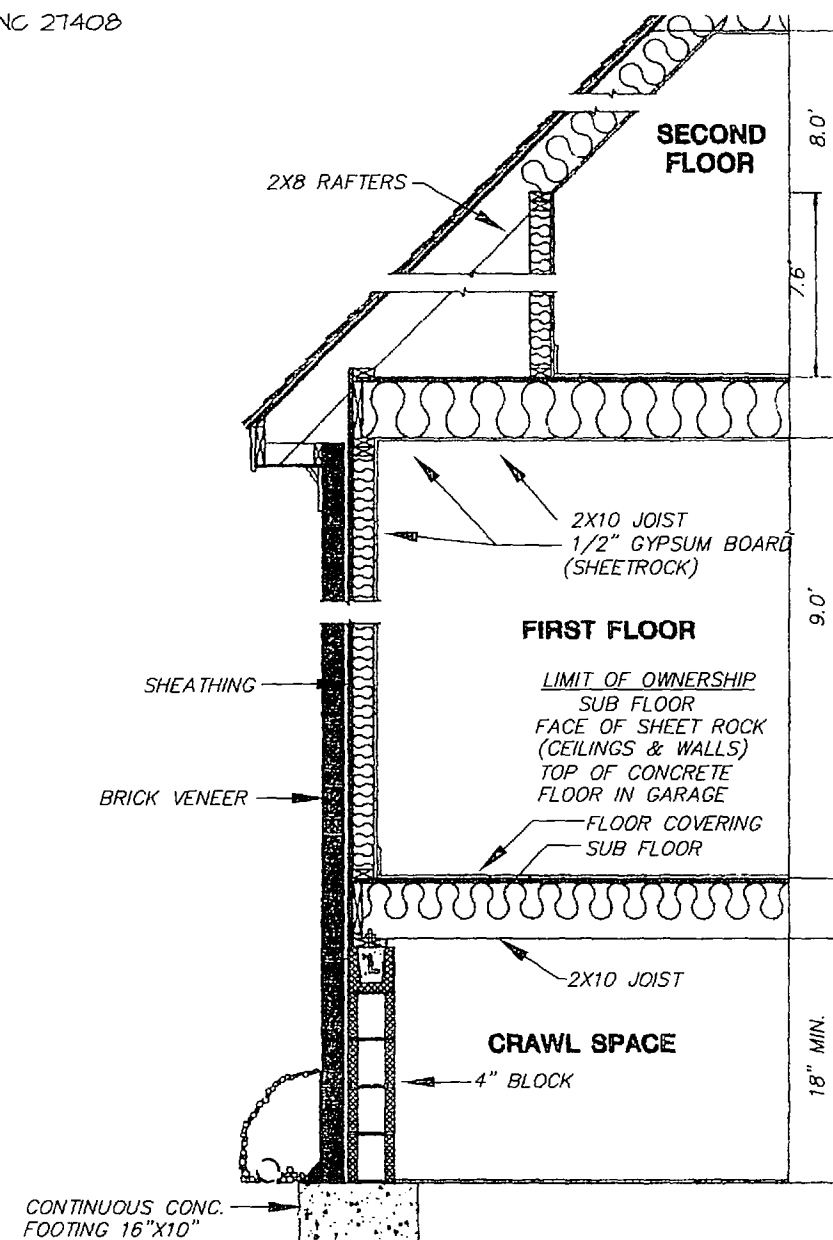 NC 27408
SECOND
FLOOR
8.0'
2X8 RAFTERS
7.6'
2X10 JOIST
1/2" GYPSUM BOARD
(SHEETROCK)
9.0'
FIRST FLOOR
SHEATHING
LIMIT OF OWNERSHIP
SUB FLOOR
FACE OF SHEET ROCK
(CEILINGS & WALLS)
TOP OF CONCRETE
FLOOR IN GARAGE
BRICK VENEER
FLOOR COVERING
SUB FLOOR
2X10 JOIST
CRAWL SPACE
18" MIN.
4" BLOCK
CONTINUOUS CONC.
FOOTING 16"X10"